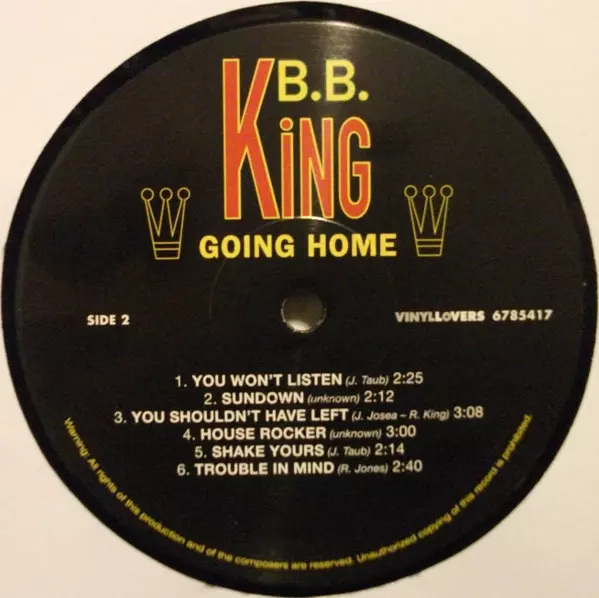 B.B.
KiNG
GOING HOME
SIDE 2
VINYLLOVERS 6785417
1. YOU WON'T LISTEN (J. Taub) 2:25
2. SUNDOWN (unknown) 2:12
3. YOU SHOULDN'T HAVE LEFT (J. Josea – R. King) 3:08
4. HOUSE ROCKER (unknown) 3:00
5. SHAKE YOURS (J. Taub) 2:14
6. TROUBLE IN MIND (R. Jones) 2:40
Warning: All rights of this production and of the composers are reserved. Unauthorized copying of this record is prohibited.